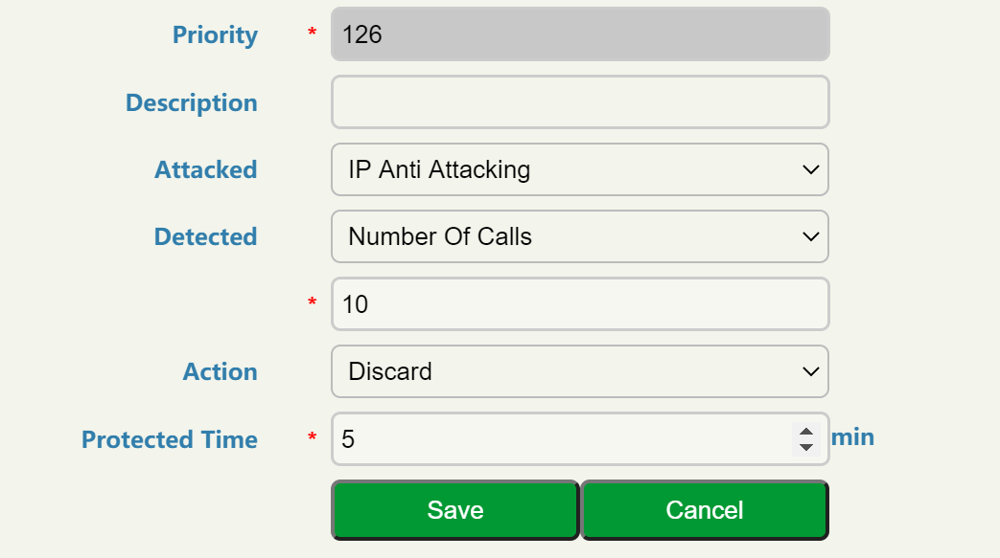 Priority * 126
Description
Attacked IP Anti Attacking
Detected Number Of Calls
* 10
Action Discard
Protected Time * 5 min
Save Cancel